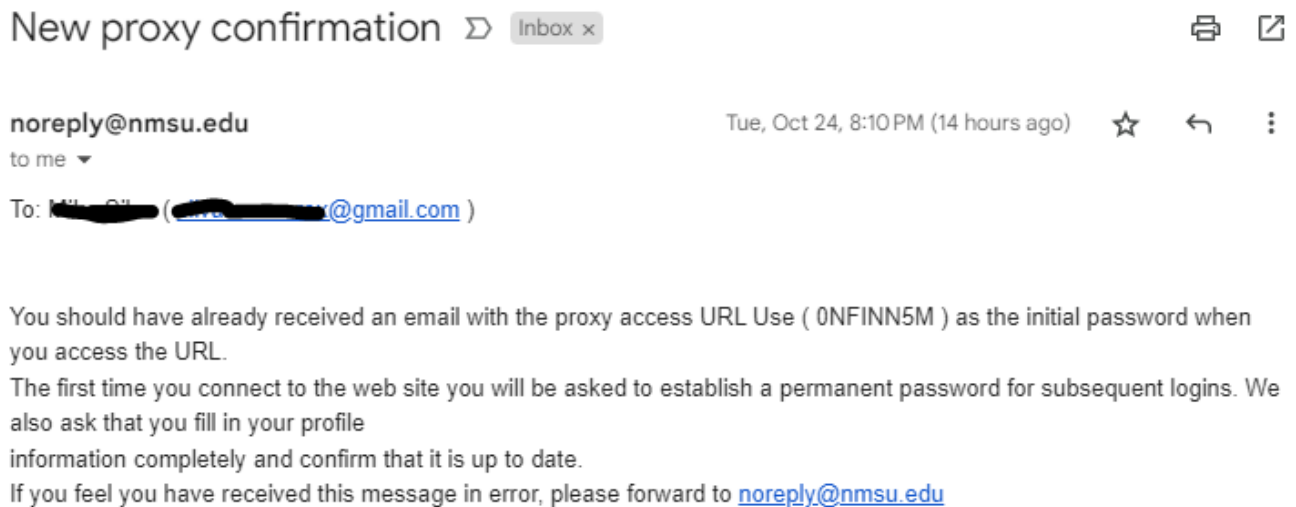 New proxy confirmation Inbox ×
noreply@nmsu.edu Tue, Oct 24, 8:10 PM (14 hours ago)
to me
To: ( @gmail.com )
You should have already received an email with the proxy access URL Use ( 0NFINN5M ) as the initial password when
you access the URL.
The first time you connect to the web site you will be asked to establish a permanent password for subsequent logins. We
also ask that you fill in your profile
information completely and confirm that it is up to date.
If you feel you have received this message in error, please forward to noreply@nmsu.edu